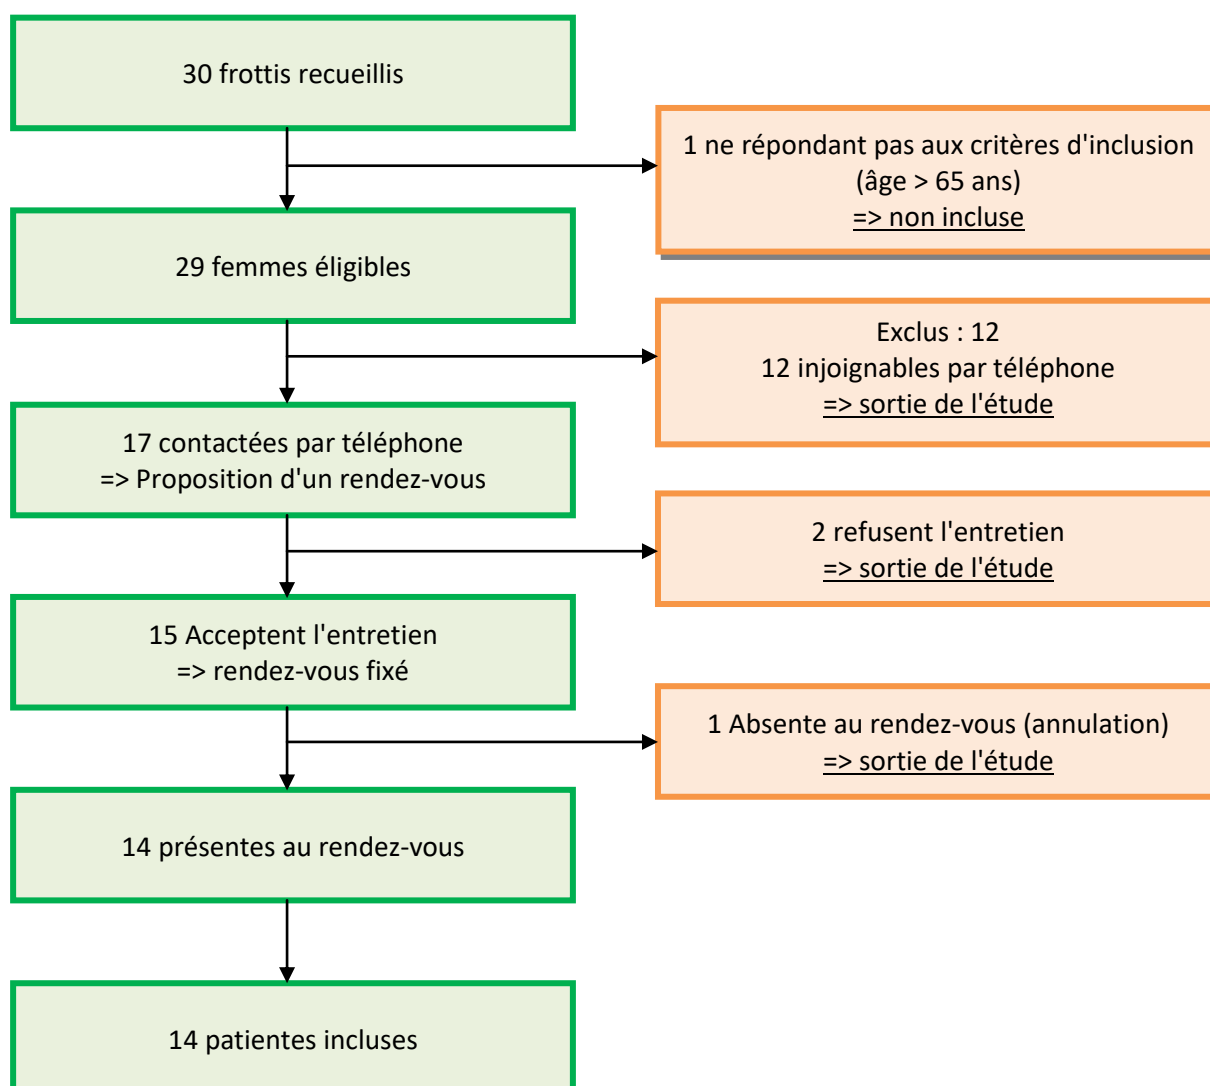 30 frottis recueillis
1 ne répondant pas aux critères d'inclusion
(âge > 65 ans)
=> non incluse
29 femmes éligibles
Exclus : 12
12 injoignables par téléphone
=> sortie de l'étude
17 contactées par téléphone
=> Proposition d'un rendez-vous
2 refusent l'entretien
=> sortie de l'étude
15 Acceptent l'entretien
=> rendez-vous fixé
1 Absente au rendez-vous (annulation)
=> sortie de l'étude
14 présentes au rendez-vous
14 patientes incluses